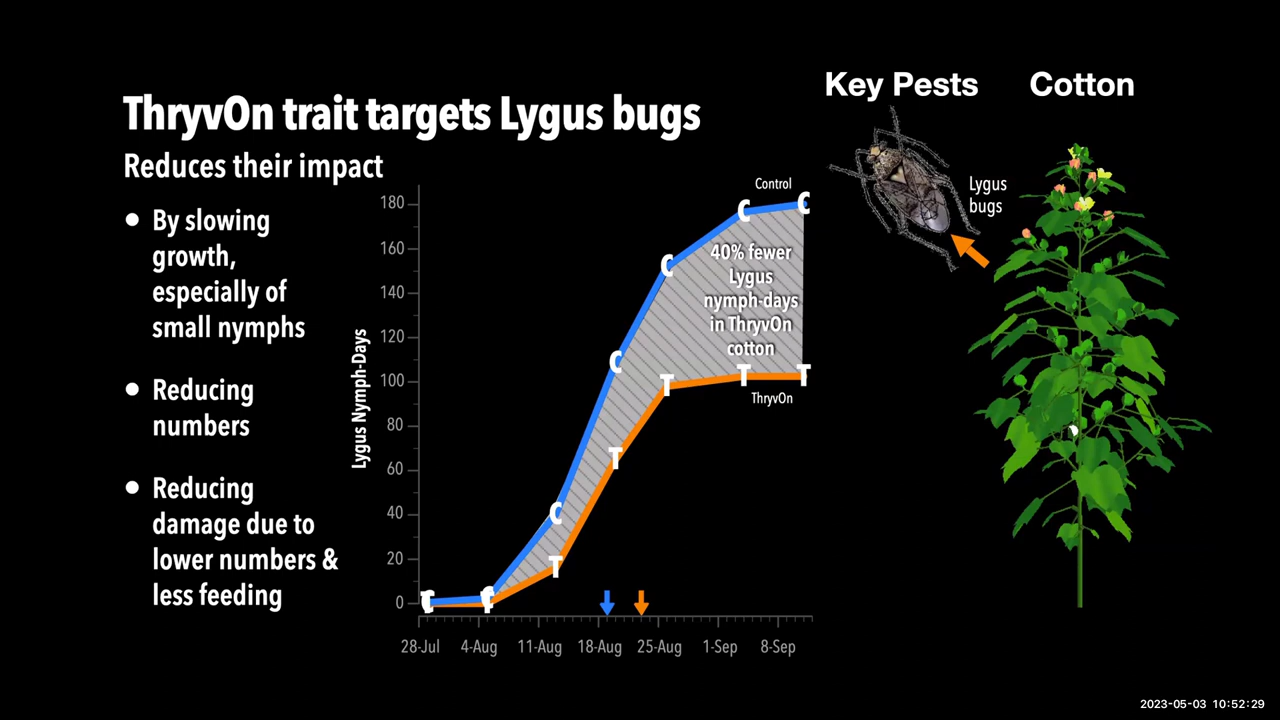 Key Pests
Cotton
ThryvOn trait targets Lygus bugs
Reduces their impact
By slowing
growth,
especially of
small nymphs
Reducing
numbers
Reducing
damage due to
lower numbers &
less feeding
Lygus Nymph-Days
180
160
140
120
100
80
60
40
20
0
28-Jul
4-Aug
11-Aug
18-Aug
25-Aug
1-Sep
8-Sep
Control
C
C
C
C
C
C
C
40% fewer
Lygus
nymph-days
in ThryvOn
cotton
T
T
T
T
T
T
T
ThryvOn
Lygus
bugs
2023-05-03 10:52:29